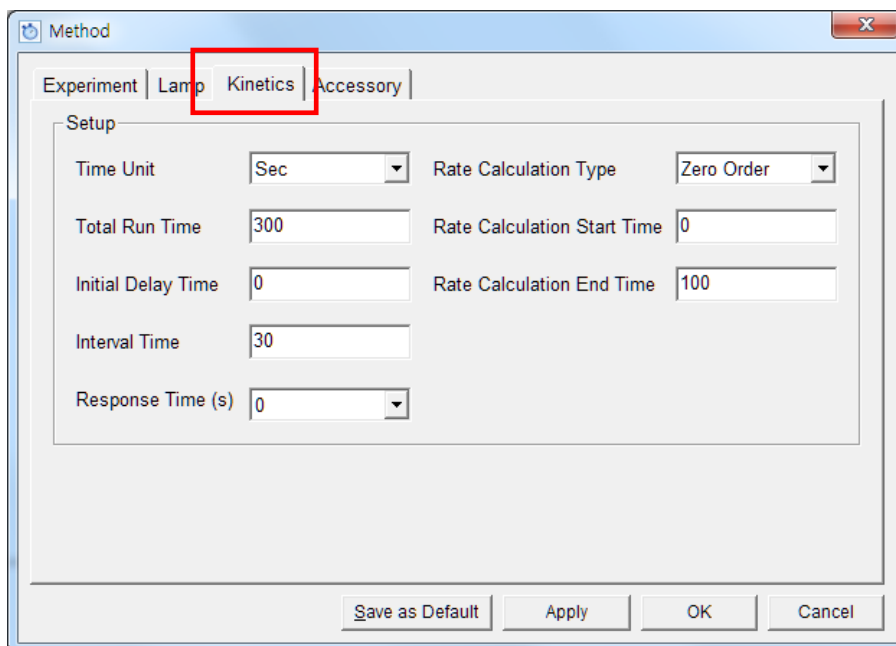 Method
Experiment Lamp Kinetics Accessory
Setup
Time Unit Sec Rate Calculation Type Zero Order
Total Run Time 300 Rate Calculation Start Time 0
Initial Delay Time 0 Rate Calculation End Time 100
Interval Time 30
Response Time (s) 0
Save as Default Apply OK Cancel